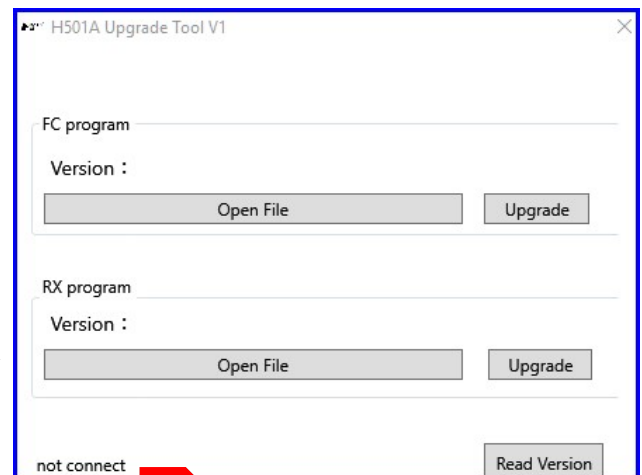 H501A Upgrade Tool V1
FC program
Version：
Open File Upgrade
RX program
Version：
Open File Upgrade
not connect Read Version